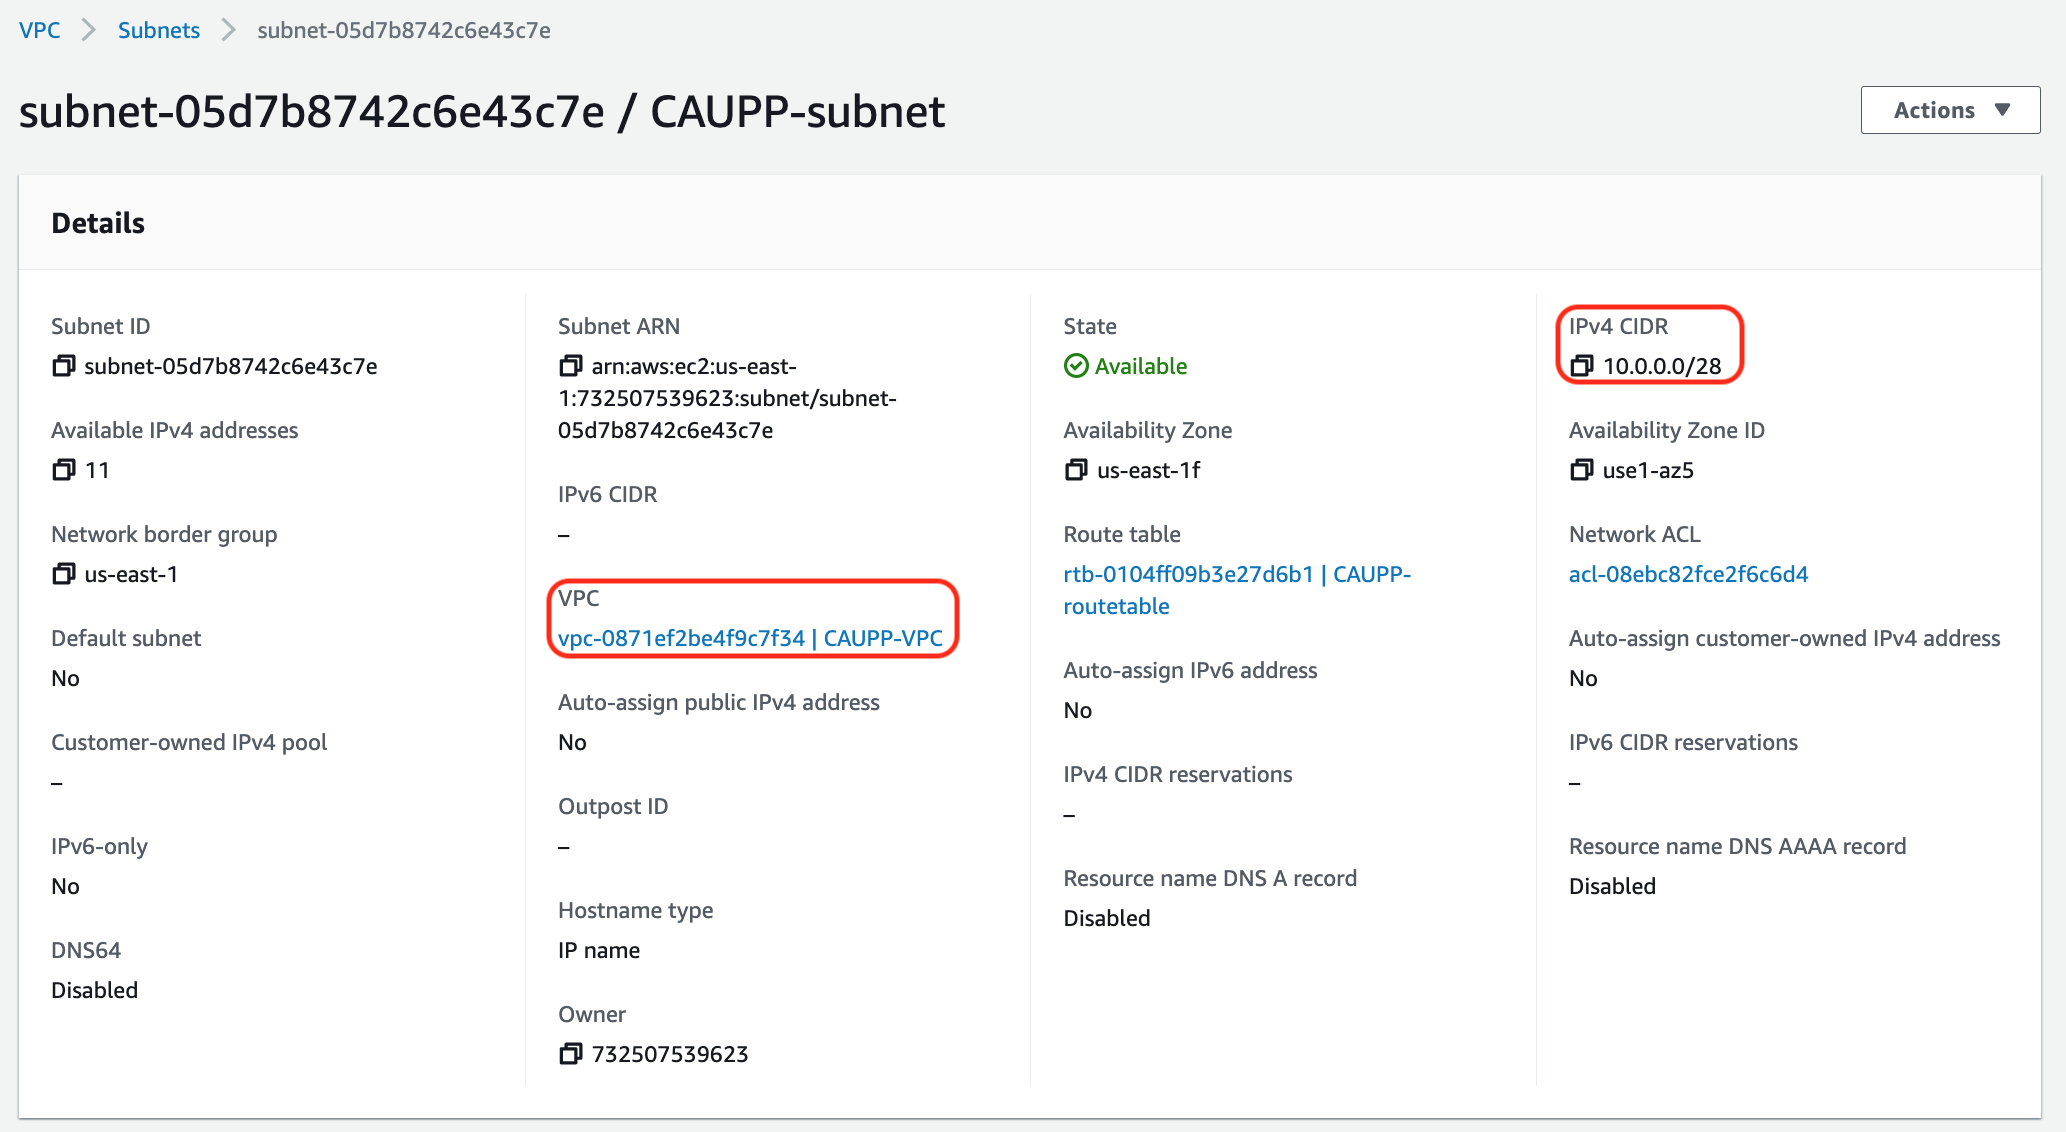 VPC > Subnets > subnet-05d7b8742c6e43c7e
subnet-05d7b8742c6e43c7e / CAUPP-subnet
Actions ▼
Details
Subnet ID
subnet-05d7b8742c6e43c7e
Available IPv4 addresses
11
Network border group
us-east-1
Default subnet
No
Customer-owned IPv4 pool
–
IPv6-only
No
DNS64
Disabled
Subnet ARN
arn:aws:ec2:us-east-
1:732507539623:subnet/subnet-
05d7b8742c6e43c7e
IPv6 CIDR
–
VPC
vpc-0871ef2be4f9c7f34 | CAUPP-VPC
Auto-assign public IPv4 address
No
Outpost ID
–
Hostname type
IP name
Owner
732507539623
State
Available
Availability Zone
us-east-1f
Route table
rtb-0104ff09b3e27d6b1 | CAUPP-
routetable
Auto-assign IPv6 address
No
IPv4 CIDR reservations
–
Resource name DNS A record
Disabled
IPv4 CIDR
10.0.0.0/28
Availability Zone ID
use1-az5
Network ACL
acl-08ebc82fce2f6c6d4
Auto-assign customer-owned IPv4 address
No
IPv6 CIDR reservations
–
Resource name DNS AAAA record
Disabled